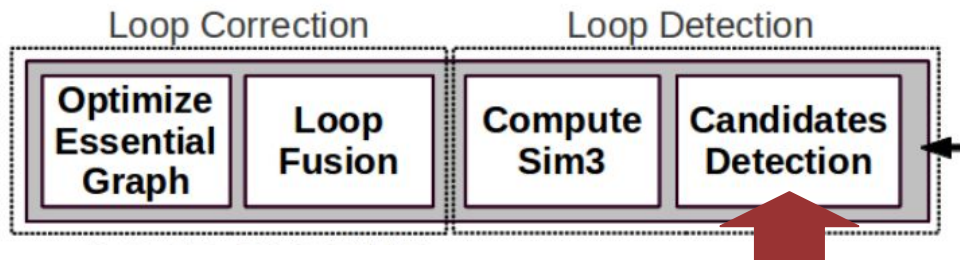 Loop Correction
Loop Detection
Optimize
Essential
Graph
Loop
Fusion
Compute
Sim3
Candidates
Detection